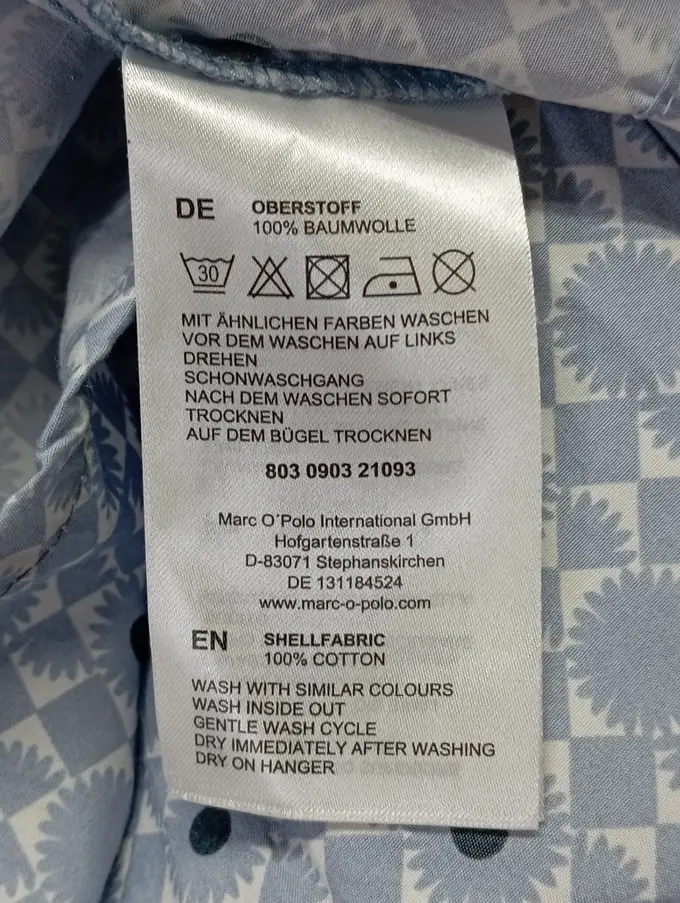 DE OBERSTOFF
100% BAUMWOLLE
30
MIT ÄHNLICHEN FARBEN WASCHEN
VOR DEM WASCHEN AUF LINKS
DREHEN
SCHONWASCHGANG
NACH DEM WASCHEN SOFORT
TROCKNEN
AUF DEM BÜGEL TROCKNEN
803 0903 21093
Marc O´Polo International GmbH
Hofgartenstraße 1
D-83071 Stephanskirchen
DE 131184524
www.marc-o-polo.com
EN SHELLFABRIC
100% COTTON
WASH WITH SIMILAR COLOURS
WASH INSIDE OUT
GENTLE WASH CYCLE
DRY IMMEDIATELY AFTER WASHING
DRY ON HANGER